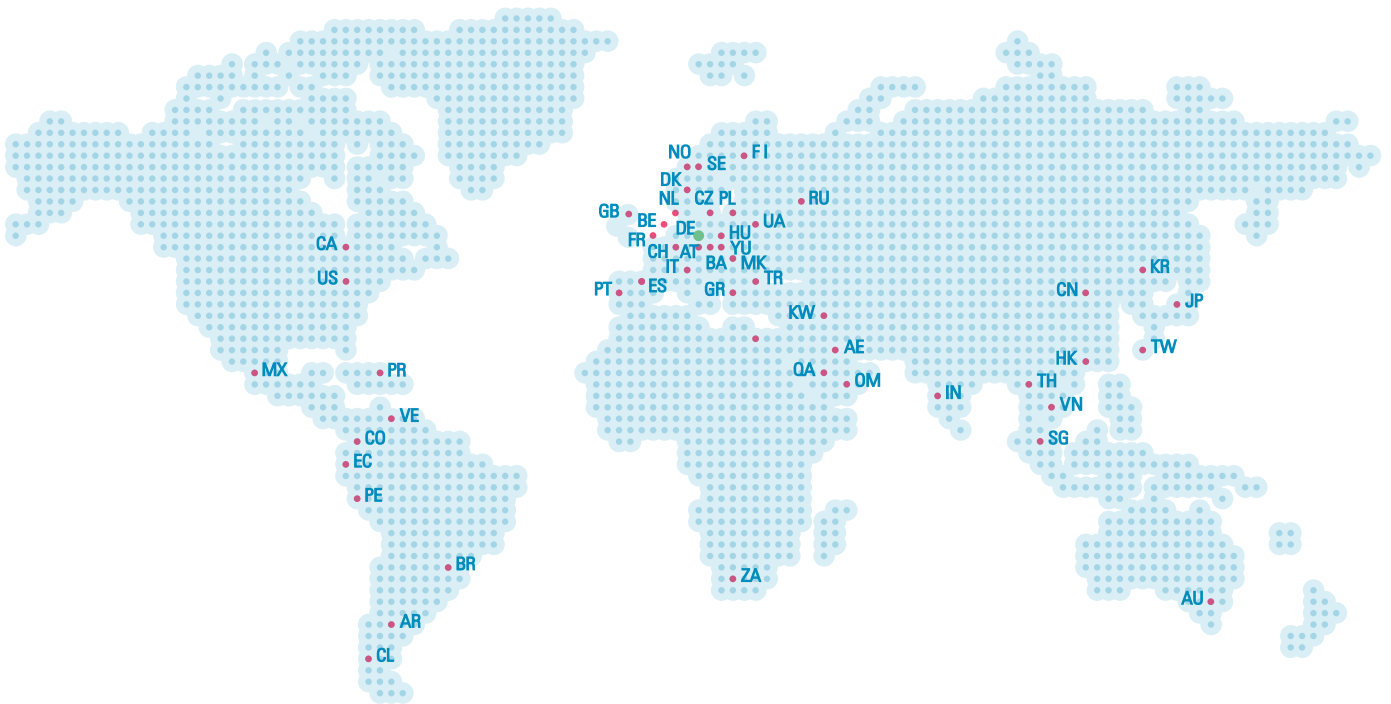 NO
SE
FI
DK
NL
CZ
PL
RU
GB
BE
DE
UA
FR
HU
CA
CH
AT
YU
IT
BA
MK
KR
US
ES
TR
PT
GR
CN
JP
KW
AE
TW
HK
MX
PR
QA
OM
TH
IN
VN
VE
CO
SG
EC
PE
BR
ZA
AU
AR
CL